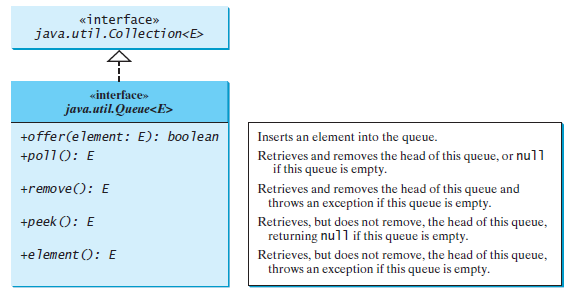 «interface»
java.util.Collection<E>
«interface»
java.util.Queue<E>
+offer(element: E): boolean
Inserts an element into the queue.
+poll(): E
Retrieves and removes the head of this queue, or null
if this queue is empty.
+remove(): E
Retrieves and removes the head of this queue and
throws an exception if this queue is empty.
+peek(): E
Retrieves, but does not remove, the head of this queue,
returning null if this queue is empty.
+element(): E
Retrieves, but does not remove, the head of this queue,
throws an exception if this queue is empty.